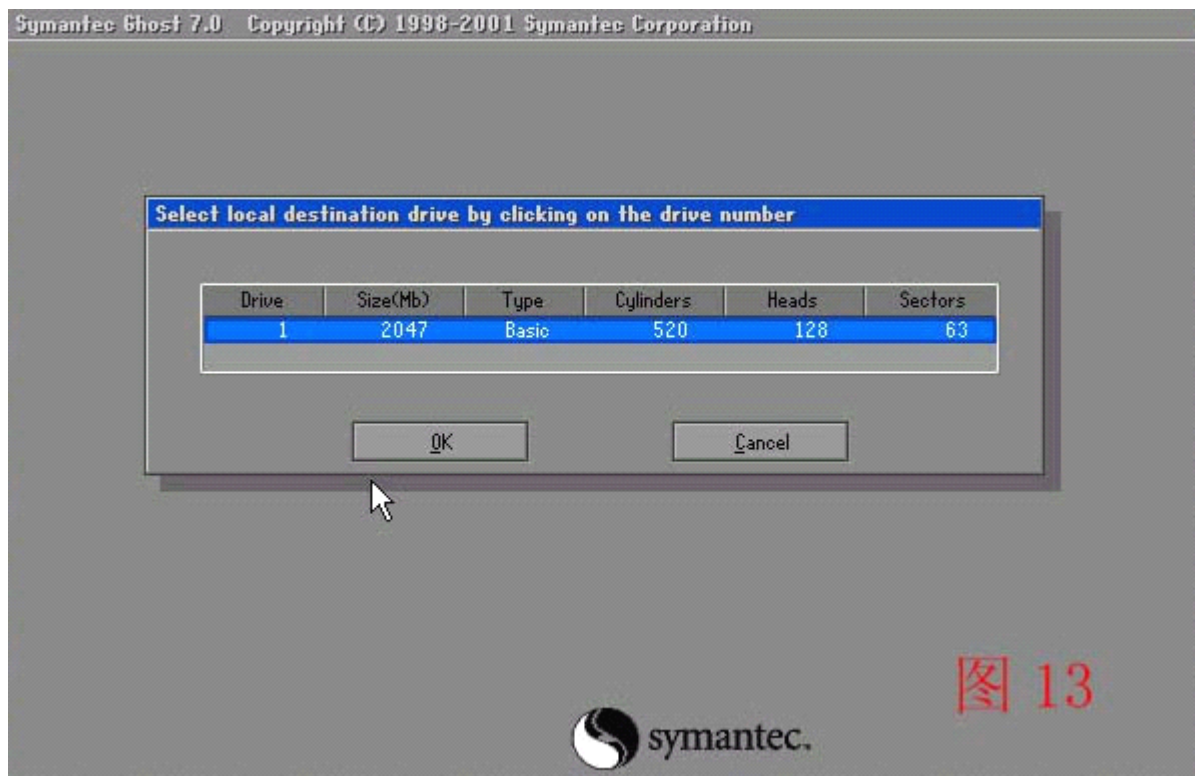 Symantec Ghost 7.0 Copyright (C) 1998-2001 Symantec Corporation
Select local destination drive by clicking on the drive number
Drive Size(Mb) Type Cylinders Heads Sectors
1 2047 Basic 520 128 63
OK Cancel
图 13
symantec.